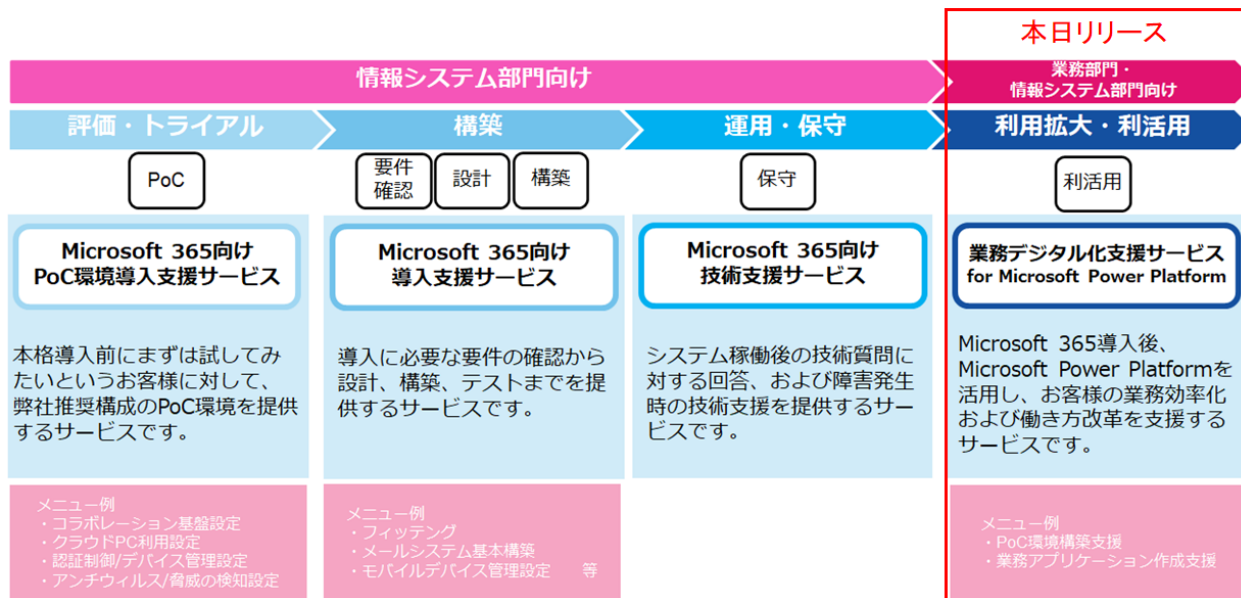 本日リリース
情報システム部門向け
業務部門・
情報システム部門向け
評価・トライアル
構築
運用・保守
利用拡大・利活用
PoC
要件
確認
設計
構築
保守
利活用
Microsoft 365向け
PoC環境導入支援サービス
Microsoft 365向け
導入支援サービス
Microsoft 365向け
技術支援サービス
業務デジタル化支援サービス
for Microsoft Power Platform
本格導入前にまずは試してみ
たいというお客様に対して、
弊社推奨構成のPoC環境を提供
するサービスです。
導入に必要な要件の確認から
設計、構築、テストまでを提
供するサービスです。
システム稼働後の技術質問に
対する回答、および障害発生
時の技術支援を提供するサー
ビスです。
Microsoft 365導入後、
Microsoft Power Platformを
活用し、お客様の業務効率化
および働き方改革を支援する
サービスです。
メニュー例
・コラボレーション基盤設定
・クラウドPC利用設定
・認証制御/デバイス管理設定
・アンチウィルス/脅威の検知設定
メニュー例
・フィッテング
・メールシステム基本構築
・モバイルデバイス管理設定 等
メニュー例
・PoC環境構築支援
・業務アプリケーション作成支援